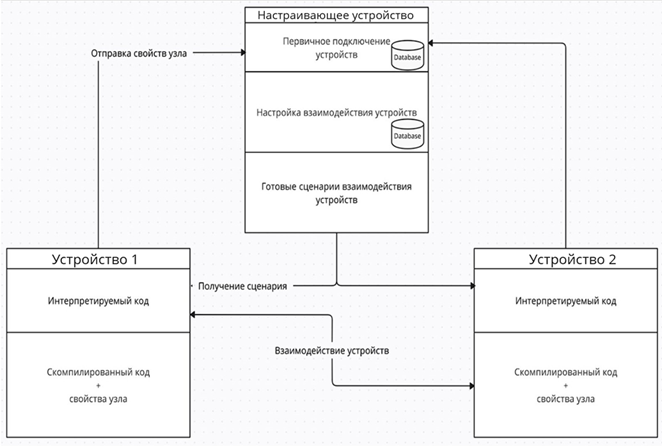 Настраивающее устройство
Отправка свойств узла
Первичное подключение
устройств
Database
Настройка взаимодействия устройств
Database
Готовые сценарии взаимодействия
устройств
Устройство 1
Устройство 2
Получение сценария
Интерпретируемый код
Интерпретируемый код
Взаимодействие устройств
Скомпилированный код
+
свойства узла
Скомпилированный код
+
свойства узла